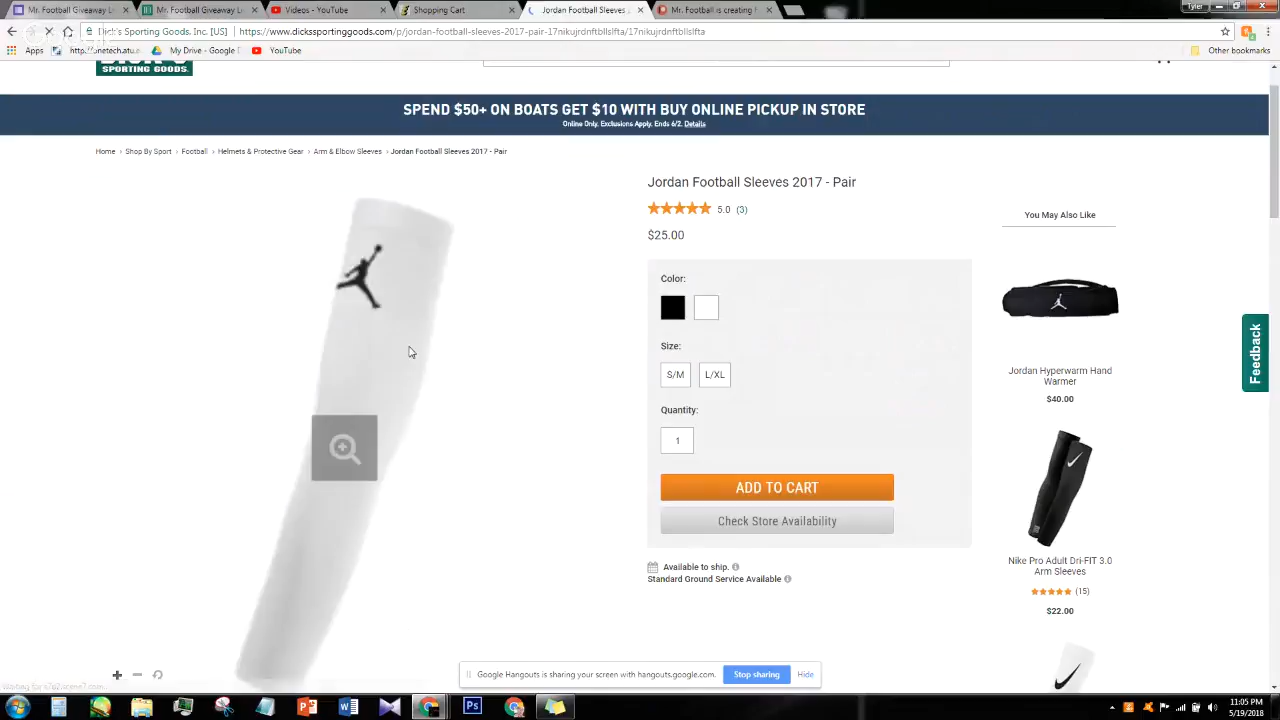 Mr. Football Giveaway L
Mr. Football Giveaway L
Videos - YouTube
Shopping Cart
Jordan Football Sleeves
Mr. Football is creating
Tyler
Dick's Sporting Goods, Inc. [US]
https://www.dickssportinggoods.com/p/jordan-football-sleeves-2017-pair-17nikujrdnftbllslfta/17nikujrdnftbllslfta
Apps
http://onetech.atu.e
My Drive - Google D
YouTube
Other bookmarks
SPORTING GOODS.
SPEND $50+ ON BOATS GET $10 WITH BUY ONLINE PICKUP IN STORE
Online Only. Exclusions Apply. Ends 6/2. Details
Home › Shop By Sport › Football › Helmets & Protective Gear › Arm & Elbow Sleeves › Jordan Football Sleeves 2017 - Pair
Jordan Football Sleeves 2017 - Pair
5.0 (3)
$25.00
Color:
Size:
S/M
L/XL
Quantity:
1
ADD TO CART
Check Store Availability
Available to ship.
Standard Ground Service Available
You May Also Like
Jordan Hyperwarm Hand
Warmer
$40.00
Nike Pro Adult Dri-FIT 3.0
Arm Sleeves
(15)
$22.00
Feedback
Google Hangouts is sharing your screen with hangouts.google.com.
Stop sharing
Hide
11:05 PM
5/19/2018